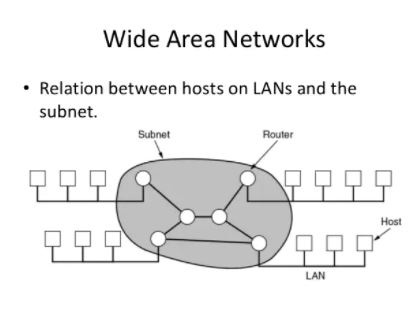 Wide Area Networks
• Relation between hosts on LANs and the
subnet.
Subnet
Router
Host
LAN